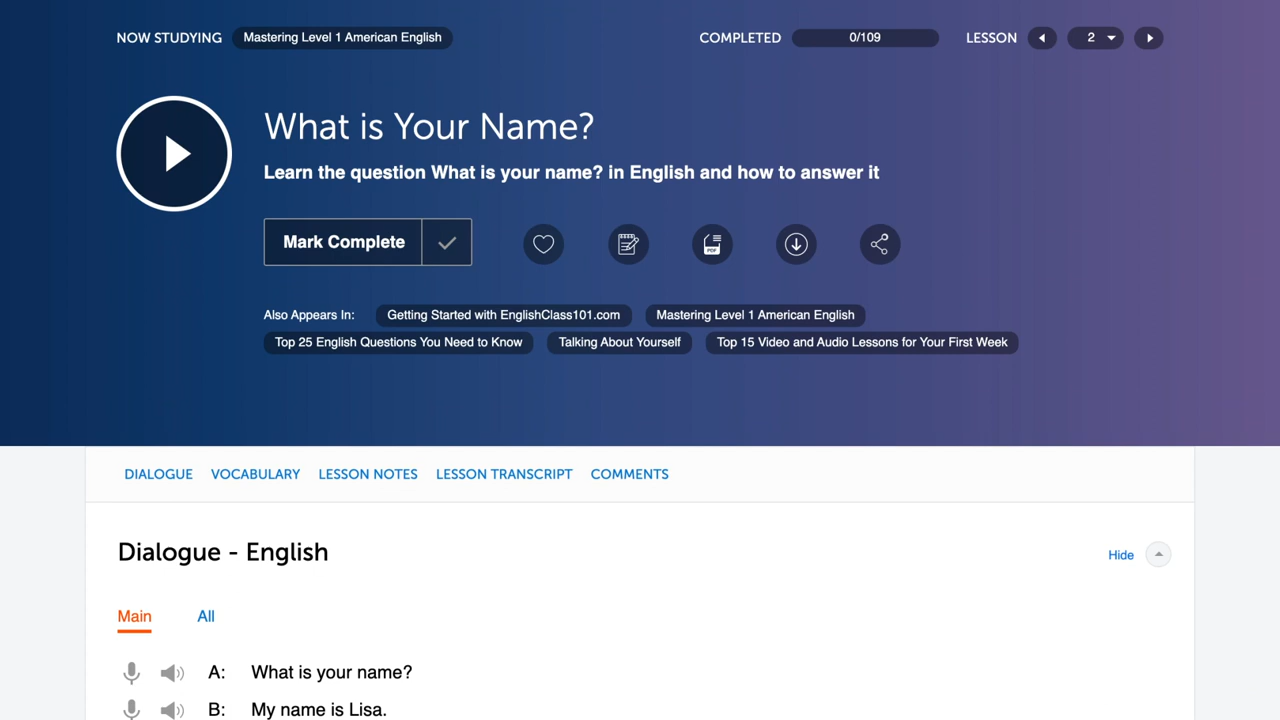 NOW STUDYING Mastering Level 1 American English COMPLETED 0/109 LESSON 2
What is Your Name?
Learn the question What is your name? in English and how to answer it
Mark Complete
PDF
Also Appears In: Getting Started with EnglishClass101.com Mastering Level 1 American English
Top 25 English Questions You Need to Know Talking About Yourself Top 15 Video and Audio Lessons for Your First Week
DIALOGUE VOCABULARY LESSON NOTES LESSON TRANSCRIPT COMMENTS
Dialogue - English Hide
Main All
A: What is your name?
B: My name is Lisa.